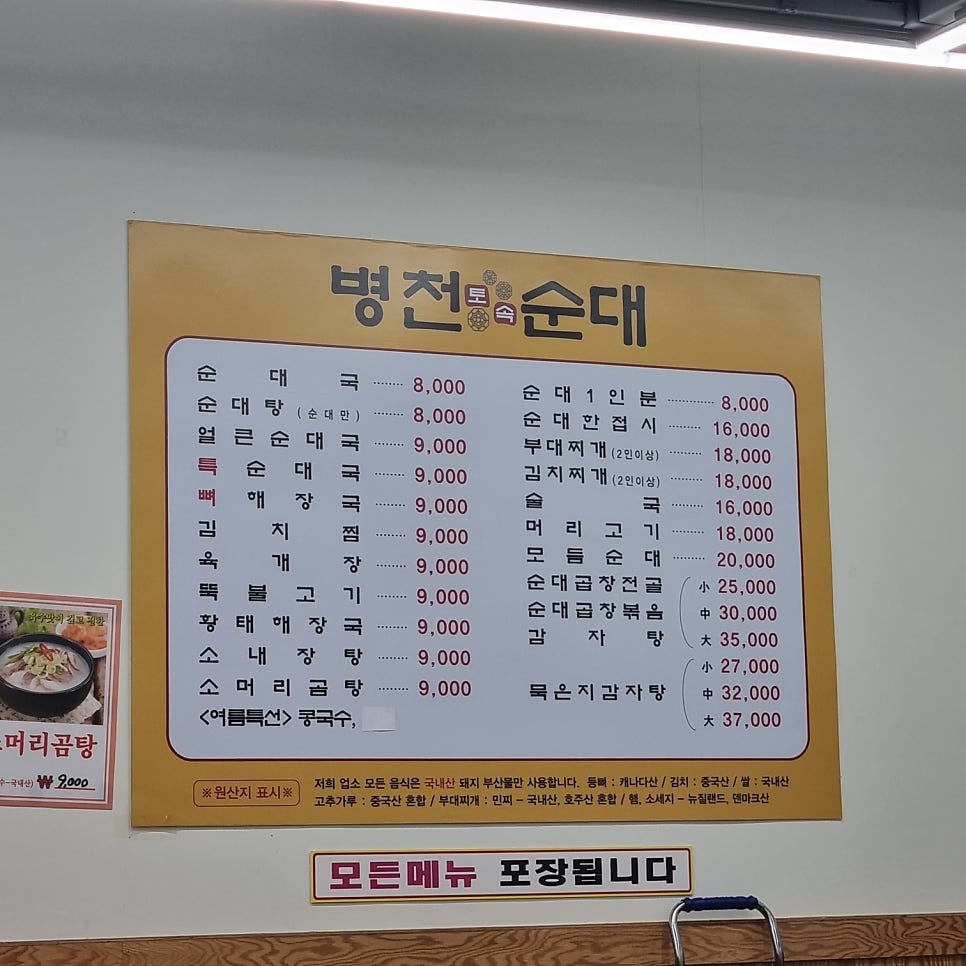 병천토속순대
순대국 ········ 8,000
순대탕 (순대만) ········ 8,000
얼큰순대국 ········ 9,000
특순대국 ········ 9,000
뼈해장국 ········ 9,000
김치찜 ········ 9,000
육개장 ········ 9,000
뚝불고기 ········ 9,000
황태해장국 ········ 9,000
소내장탕 ········ 9,000
소머리곰탕 ········ 9,000
<여름특선> 콩국수,
순대1인분 ········ 8,000
순대한접시 ········ 16,000
부대찌개(2인이상) ········ 18,000
김치찌개(2인이상) ········ 18,000
술국 ········ 16,000
머리고기 ········ 18,000
모듬순대 ········ 20,000
순대곱창전골 小 25,000
순대곱창볶음 中 30,000
감자탕 大 35,000
小 27,000
묵은지감자탕 中 32,000
大 37,000
※원산지 표시※
저희 업소 모든 음식은 국내산 돼지 부산물만 사용합니다. 등뼈 : 캐나다산 / 김치 : 중국산 / 쌀 : 국내산
고추가루 : 중국산 혼합 / 부대찌개 : 민찌 - 국내산, 호주산 혼합 / 햄, 소세지 - 뉴질랜드, 덴마크산
머리곰탕
국내산) ₩ 9,000
모든메뉴 포장됩니다